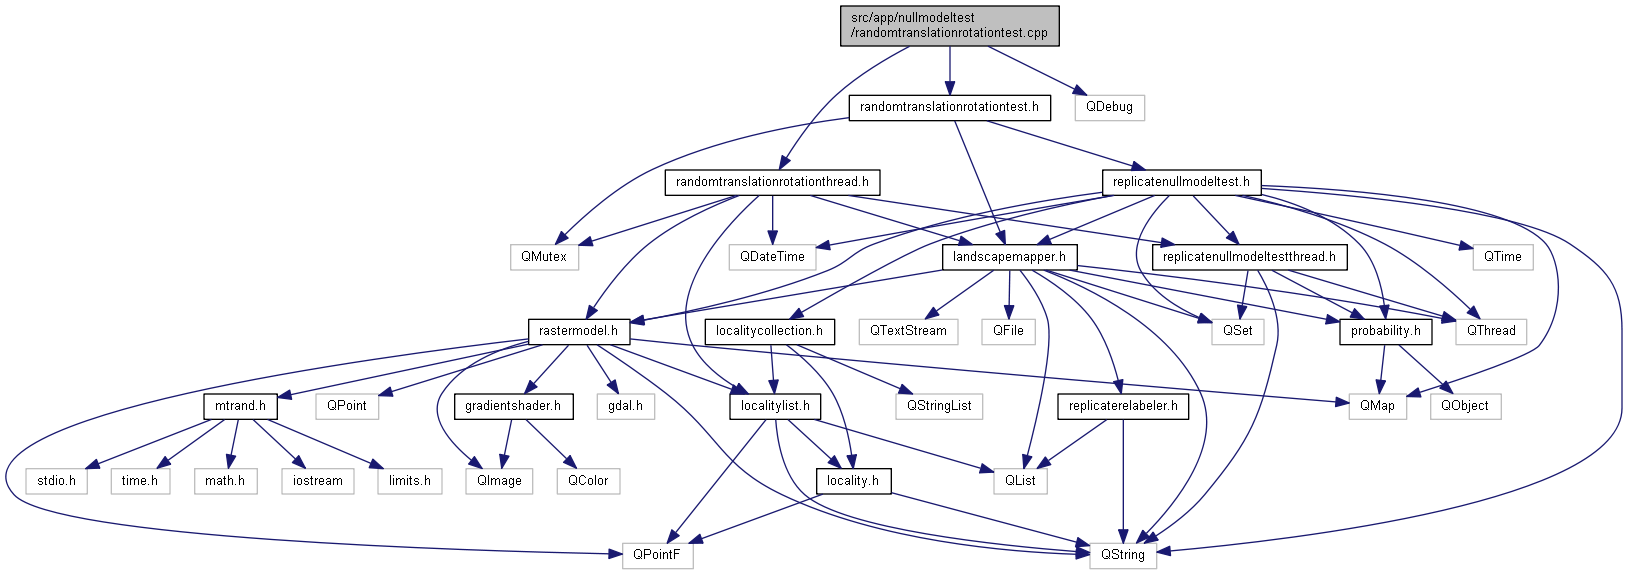 src/app/nullmodeltest
/randomtranslationrotationtest.cpp
randomtranslationrotationtest.h
QDebug
randomtranslationrotationthread.h
replicatenullmodeltest.h
QMutex
QDateTime
landscapemapper.h
replicatenullmodeltestthread.h
QTime
rastermodel.h
localitycollection.h
QTextStream
QFile
QSet
probability.h
QThread
mtrand.h
QPoint
gradientshader.h
gdal.h
localitylist.h
QStringList
replicaterelabeler.h
QMap
QObject
stdio.h
time.h
math.h
iostream
limits.h
QImage
QColor
locality.h
QList
QPointF
QString